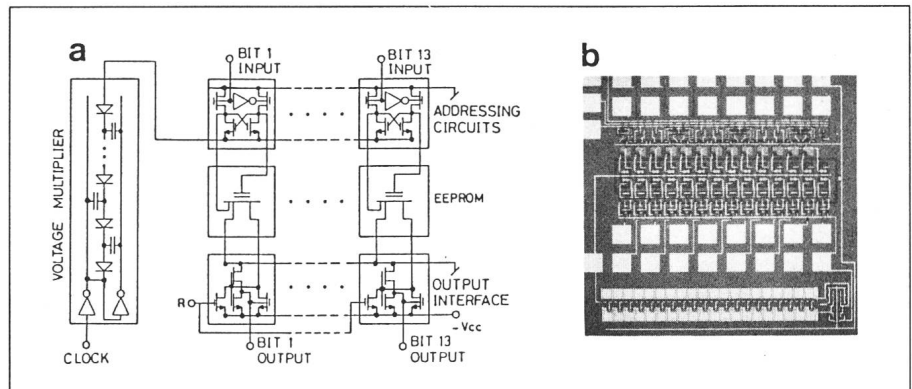 a
BIT 1
INPUT
BIT 13
INPUT
ADDRESSING
CIRCUITS
VOLTAGE MULTIPLIER
EEPROM
R
OUTPUT
INTERFACE
-Vcc
CLOCK
BIT 1
OUTPUT
BIT 13
OUTPUT
b